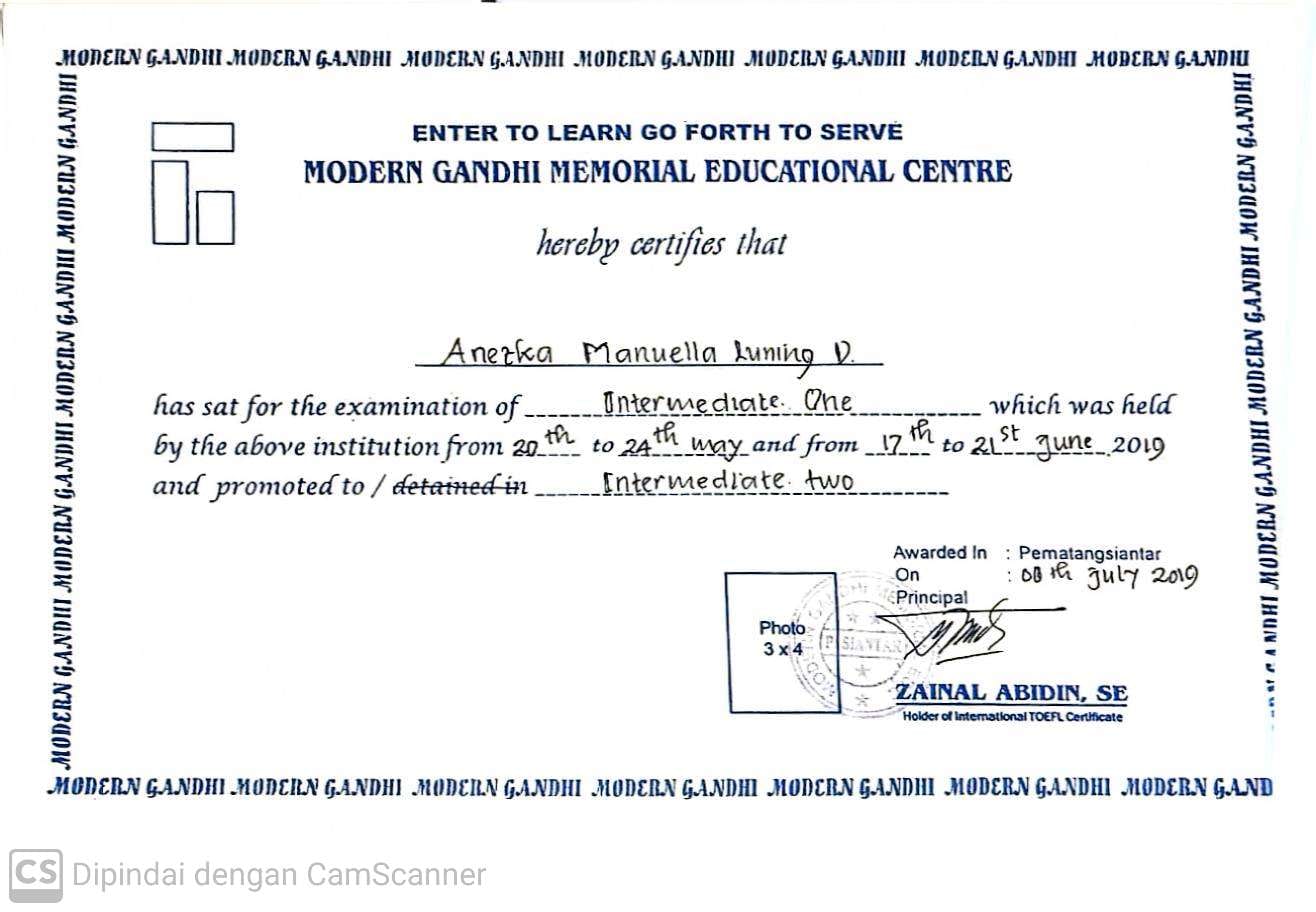 MODERN GANDHI MODERN GANDHI MODERN GANDHI MODERN GANDHI MODERN GANDHI MODERN GANDHI MODERN GANDHI
MODERN GANDHI MODERN GANDHI MODERN GANDHI MODERN GANDHI
ENTER TO LEARN GO FORTH TO SERVE
MODERN GANDHI MEMORIAL EDUCATIONAL CENTRE
hereby certifies that
Anezka Manuella Luning D.
has sat for the examination of Intermediate One which was held
by the above institution from 20th to 24th may and from 17th to 21st june 2019
and promoted to / detained in Intermediate two
Awarded In : Pematangsiantar
On : 08th july 2019
Principal
Photo
3 x 4
P. SIANTAR
ZAINAL ABIDIN, SE
Holder of International TOEFL Certificate
MODERN GANDHI MODERN GANDHI MODERN GANDHI MODERN GANDHI
MODERN GANDHI MODERN GANDHI MODERN GANDHI MODERN GANDHI MODERN GANDHI MODERN GANDHI MODERN GAND
CS Dipindai dengan CamScanner